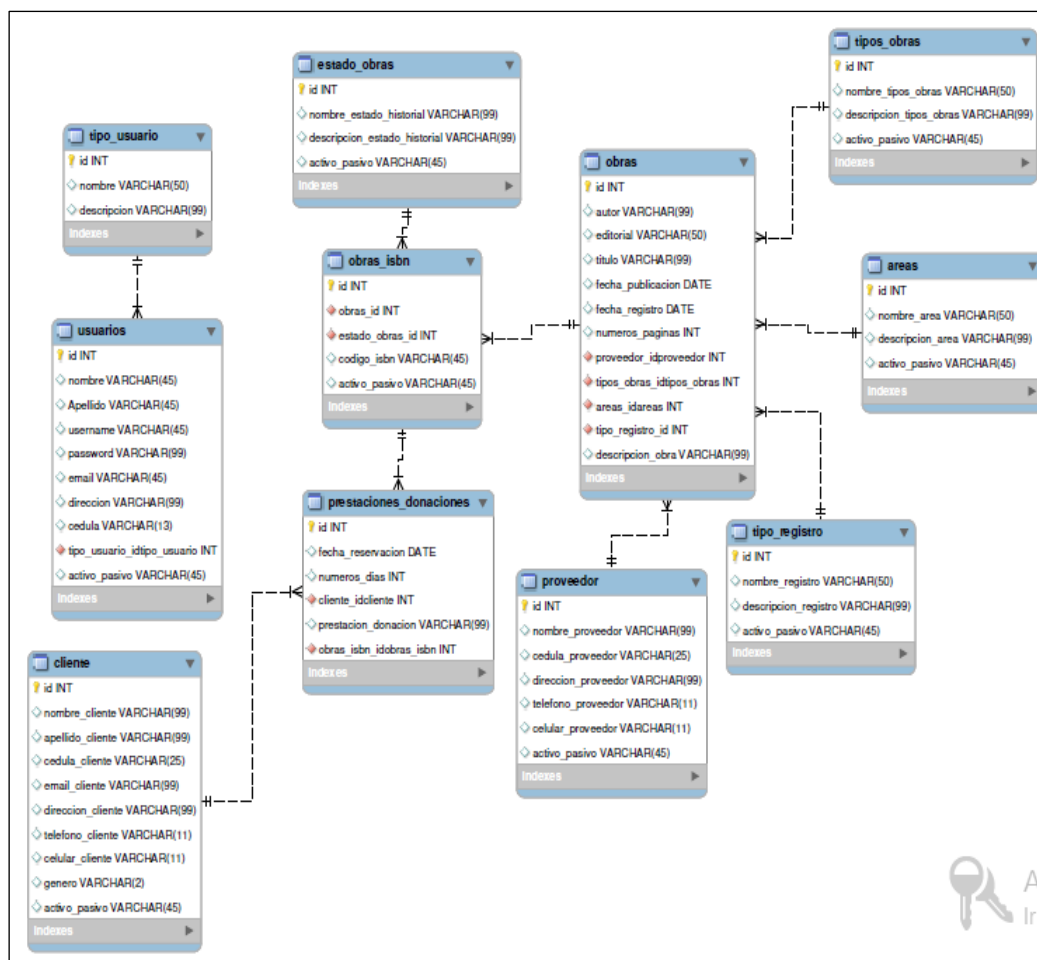 tipo_usuario
id INT
nombre VARCHAR(50)
descripcion VARCHAR(99)
Indexes
usuarios
id INT
nombre VARCHAR(45)
Apellido VARCHAR(45)
username VARCHAR(45)
password VARCHAR(99)
email VARCHAR(45)
direccion VARCHAR(99)
cedula VARCHAR(13)
tipo_usuario_idtipo_usuario INT
activo_pasivo VARCHAR(45)
Indexes
cliente
id INT
nombre_cliente VARCHAR(99)
apellido_cliente VARCHAR(99)
cedula_cliente VARCHAR(25)
email_cliente VARCHAR(99)
direccion_cliente VARCHAR(99)
telefono_cliente VARCHAR(11)
celular_cliente VARCHAR(11)
genero VARCHAR(2)
activo_pasivo VARCHAR(45)
Indexes
estado_obras
id INT
nombre_estado_historial VARCHAR(99)
descripcion_estado_historial VARCHAR(99)
activo_pasivo VARCHAR(45)
Indexes
obras_isbn
id INT
obras_id INT
estado_obras_id INT
codigo_isbn VARCHAR(45)
activo_pasivo VARCHAR(45)
Indexes
prestaciones_donaciones
id INT
fecha_reservacion DATE
numeros_dias INT
cliente_idcliente INT
prestacion_donacion VARCHAR(99)
obras_isbn_idobras_isbn INT
Indexes
obras
id INT
autor VARCHAR(99)
editorial VARCHAR(50)
titulo VARCHAR(99)
fecha_publicacion DATE
fecha_registro DATE
numeros_paginas INT
proveedor_idproveedor INT
tipos_obras_idtipos_obras INT
areas_idareas INT
tipo_registro_id INT
descripcion_obra VARCHAR(99)
Indexes
proveedor
id INT
nombre_proveedor VARCHAR(99)
cedula_proveedor VARCHAR(25)
direccion_proveedor VARCHAR(99)
telefono_proveedor VARCHAR(11)
celular_proveedor VARCHAR(11)
activo_pasivo VARCHAR(45)
Indexes
tipos_obras
id INT
nombre_tipos_obras VARCHAR(50)
descripcion_tipos_obras VARCHAR(99)
activo_pasivo VARCHAR(45)
Indexes
areas
id INT
nombre_area VARCHAR(50)
descripcion_area VARCHAR(99)
activo_pasivo VARCHAR(45)
Indexes
tipo_registro
id INT
nombre_registro VARCHAR(50)
descripcion_registro VARCHAR(99)
activo_pasivo VARCHAR(45)
Indexes